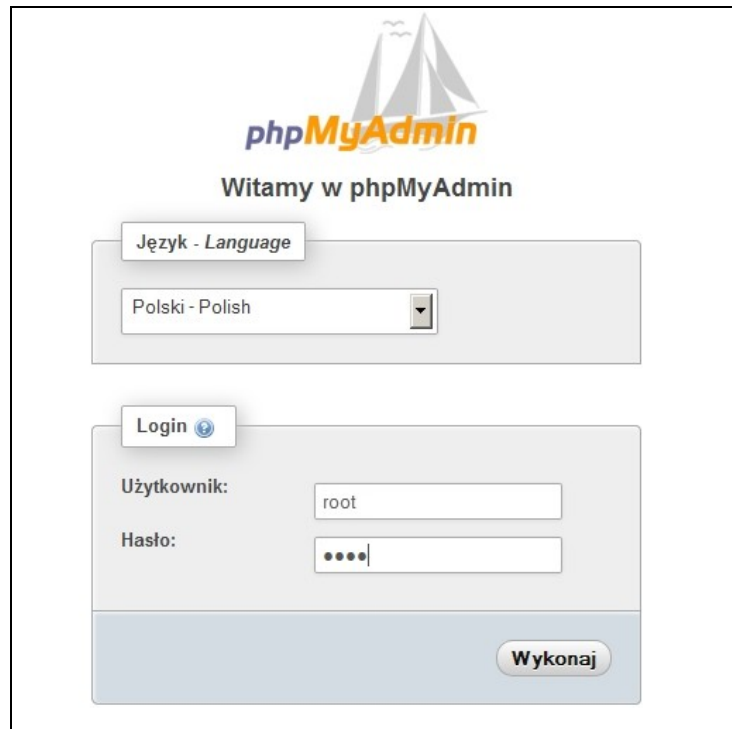 phpMyAdmin
Witamy w phpMyAdmin
Język - Language
Polski - Polish
Login
Użytkownik:
root
Hasło:
••••
Wykonaj